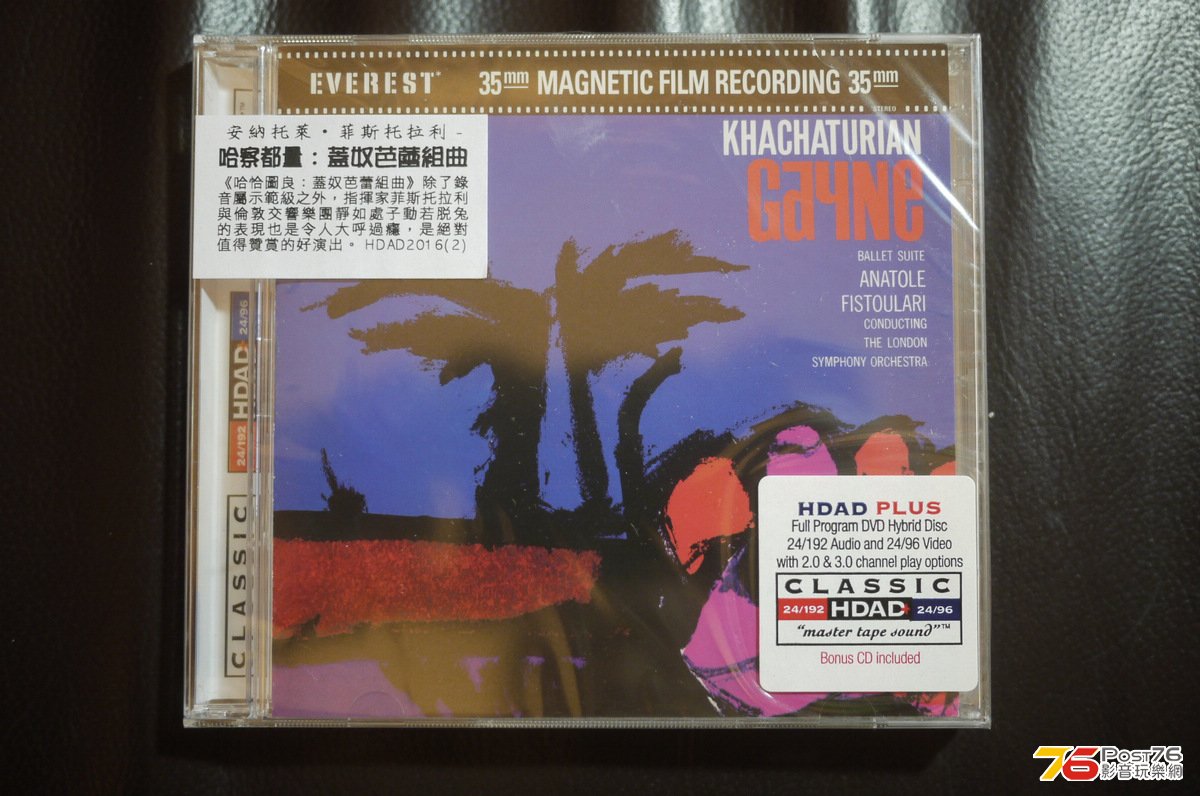 EVEREST*
35mm MAGNETIC FILM RECORDING 35mm
STEREO
安納托萊・菲斯托拉利 -
哈察都量：蓋奴芭蕾組曲
《哈恰圖良：蓋奴芭蕾組曲》除了錄
音屬示範級之外，指揮家菲斯托拉利
與倫敦交響樂團靜如處子動若脫兔
的表現也是令人大呼過癮，是絕對
值得贊賞的好演出。HDAD2016(2)
KHACHATURIAN
GayNe
BALLET SUITE
ANATOLE
FISTOULARI
CONDUCTING
THE LONDON
SYMPHONY ORCHESTRA
CLASSIC
24/192 HDAD+ 24/96
HDAD PLUS
Full Program DVD Hybrid Disc
24/192 Audio and 24/96 Video
with 2.0 & 3.0 channel play options
CLASSIC
24/192 HDAD+ 24/96
"master tape sound"™
Bonus CD included
76 Post76
影音玩樂網